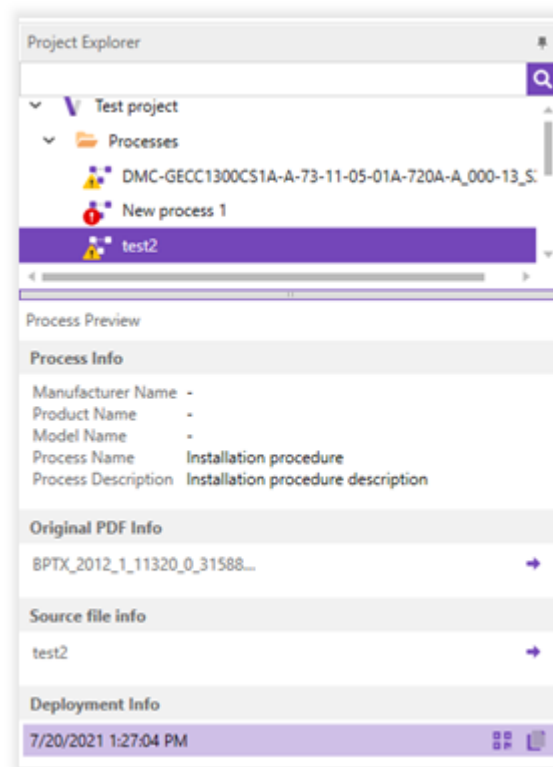 Project Explorer
Test project
Processes
DMC-GECC1300CS1A-A-73-11-05-01A-720A-A_000-13_S
New process 1
test2
Process Preview
Process Info
Manufacturer Name -
Product Name -
Model Name -
Process Name Installation procedure
Process Description Installation procedure description
Original PDF Info
BPTX_2012_1_11320_0_31588...
Source file info
test2
Deployment Info
7/20/2021 1:27:04 PM